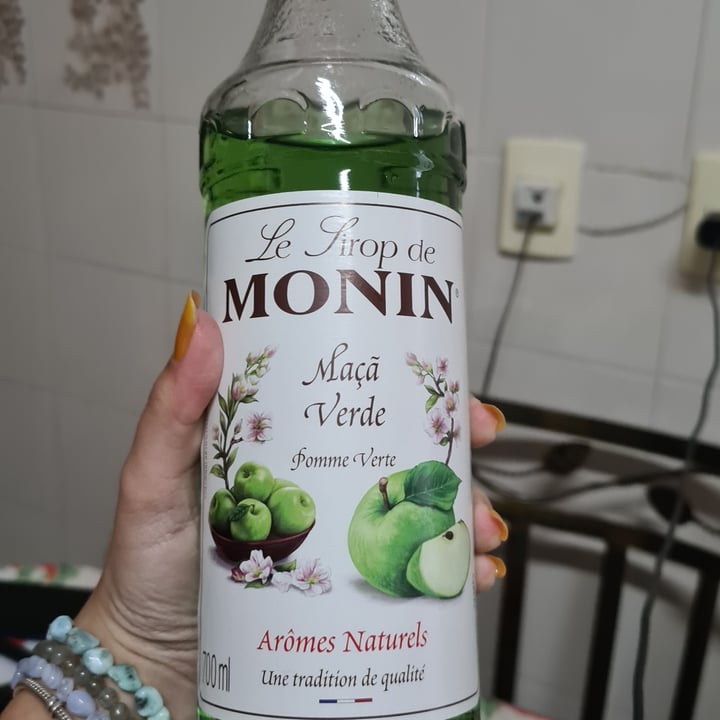 Le Sirop de
MONIN®
Maçã
Verde
Pomme Verte
Arômes Naturels
700 ml
Une tradition de qualité